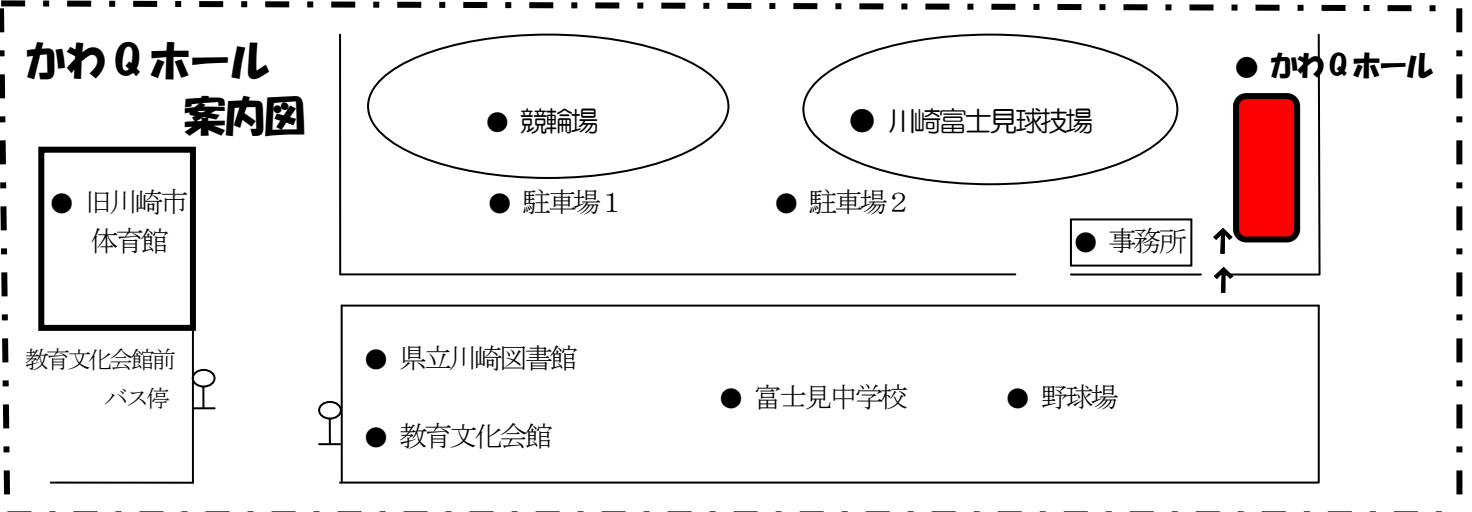 かわQホール
案内図
● かわQホール
● 競輪場
● 川崎富士見球技場
● 駐車場1
● 駐車場2
● 旧川崎市
体育館
● 事務所
↑
↑
教育文化会館前
バス停
● 県立川崎図書館
● 富士見中学校
● 野球場
● 教育文化会館